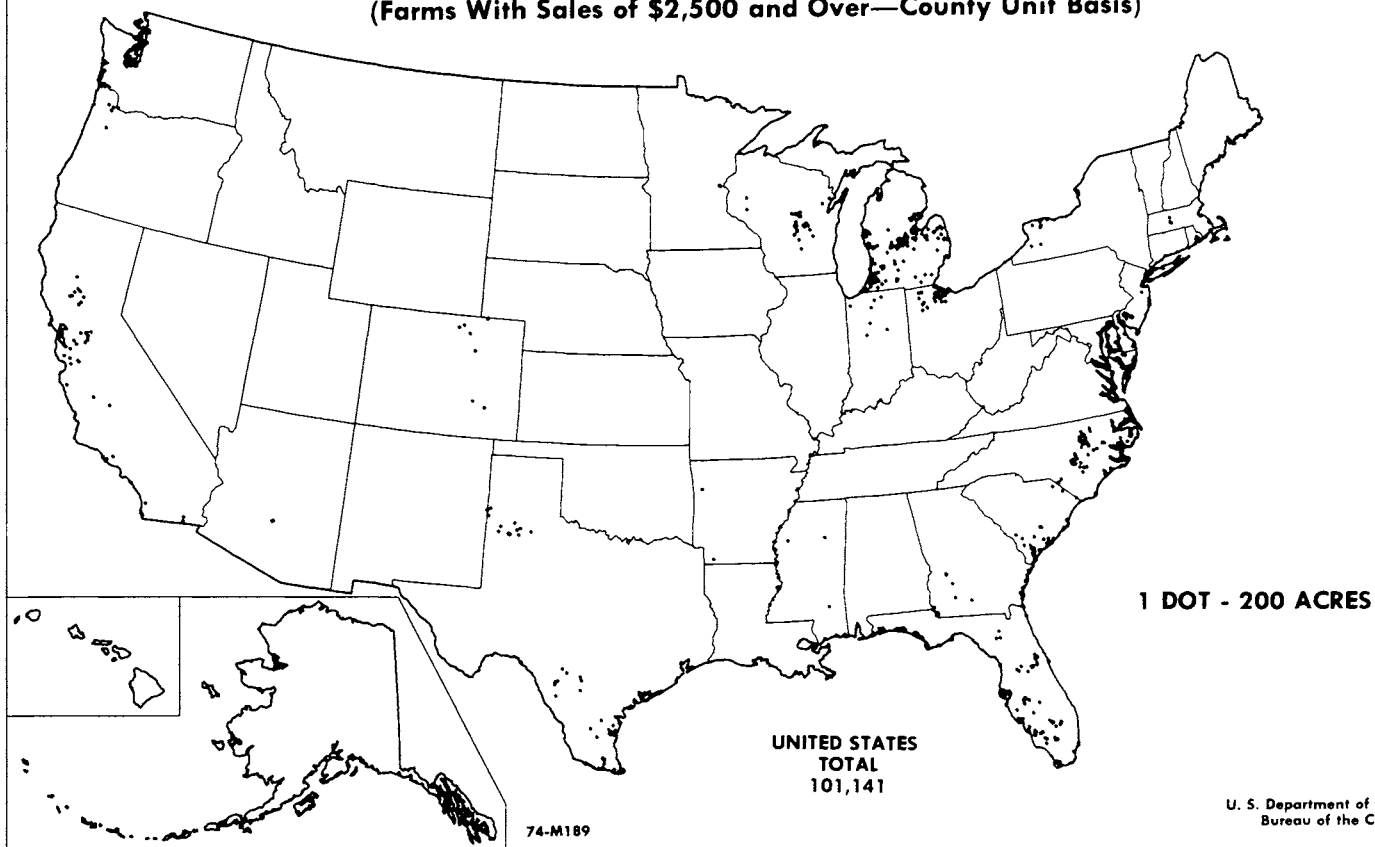 (Farms With Sales of $2,500 and Over—County Unit Basis)
1 DOT - 200 ACRES
UNITED STATES
TOTAL
101,141
74-M189
U. S. Department of
Bureau of the C